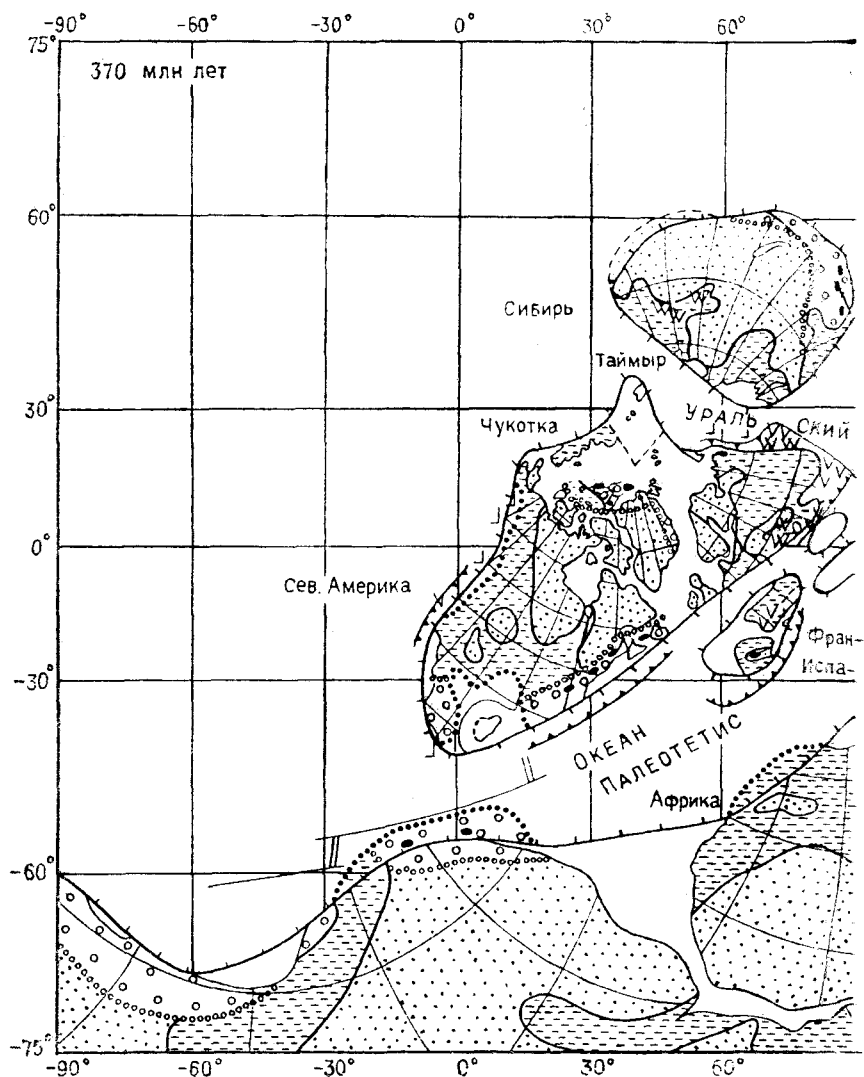 -90° -60° -30° 0° 30° 60°
75°
370 млн лет
60°
Сибирь
Таймыр
30°
УРАЛЬ СКИЙ
Чукотка
0°
Сев. Америка
Фран-
Испа-
-30°
ОКЕАН
ПАЛЕОТЕТИС
Африка
-60°
-75°
-90° -60° -30° 0° 30° 60°